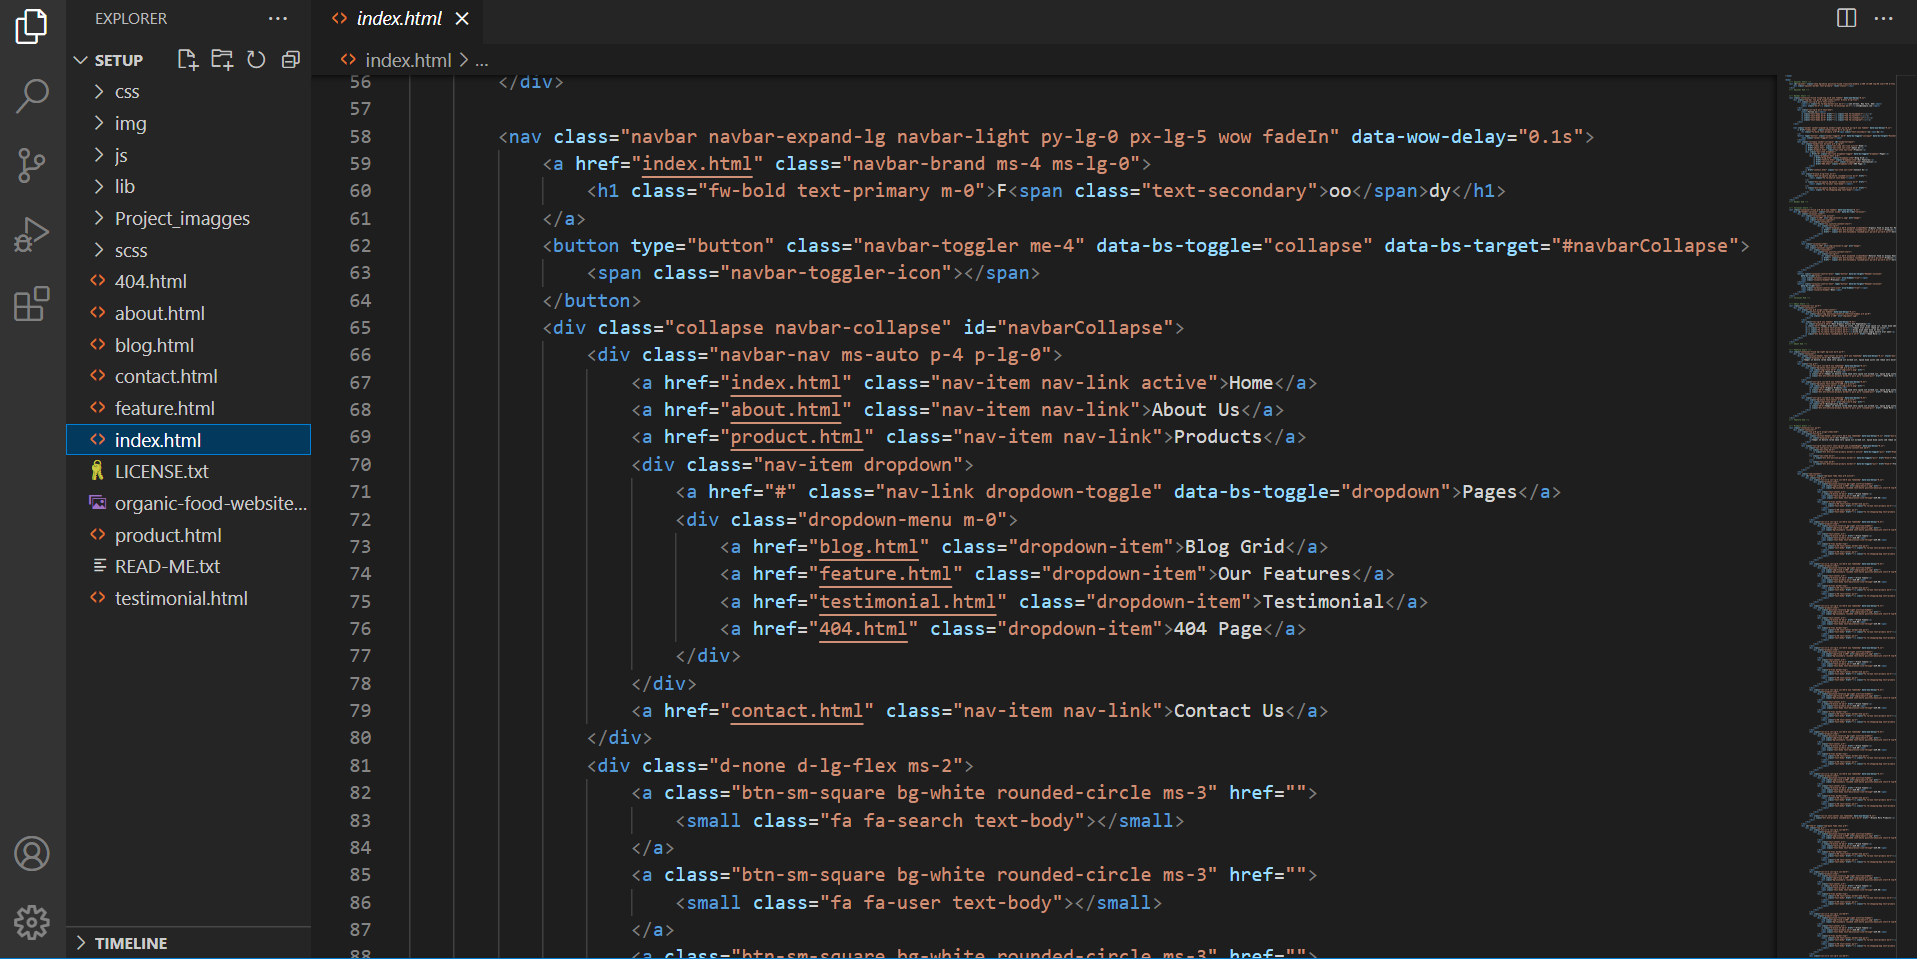 EXPLORER
SETUP
css
img
js
lib
Project_imagges
scss
404.html
about.html
blog.html
contact.html
feature.html
index.html
LICENSE.txt
organic-food-website...
product.html
READ-ME.txt
testimonial.html
TIMELINE
index.html
index.html > ...
56 </div>
57
58 <nav class="navbar navbar-expand-lg navbar-light py-lg-0 px-lg-5 wow fadeIn" data-wow-delay="0.1s">
59 <a href="index.html" class="navbar-brand ms-4 ms-lg-0">
60 <h1 class="fw-bold text-primary m-0">F<span class="text-secondary">oo</span>dy</h1>
61 </a>
62 <button type="button" class="navbar-toggler me-4" data-bs-toggle="collapse" data-bs-target="#navbarCollapse">
63 <span class="navbar-toggler-icon"></span>
64 </button>
65 <div class="collapse navbar-collapse" id="navbarCollapse">
66 <div class="navbar-nav ms-auto p-4 p-lg-0">
67 <a href="index.html" class="nav-item nav-link active">Home</a>
68 <a href="about.html" class="nav-item nav-link">About Us</a>
69 <a href="product.html" class="nav-item nav-link">Products</a>
70 <div class="nav-item dropdown">
71 <a href="#" class="nav-link dropdown-toggle" data-bs-toggle="dropdown">Pages</a>
72 <div class="dropdown-menu m-0">
73 <a href="blog.html" class="dropdown-item">Blog Grid</a>
74 <a href="feature.html" class="dropdown-item">Our Features</a>
75 <a href="testimonial.html" class="dropdown-item">Testimonial</a>
76 <a href="404.html" class="dropdown-item">404 Page</a>
77 </div>
78 </div>
79 <a href="contact.html" class="nav-item nav-link">Contact Us</a>
80 </div>
81 <div class="d-none d-lg-flex ms-2">
82 <a class="btn-sm-square bg-white rounded-circle ms-3" href="">
83 <small class="fa fa-search text-body"></small>
84 </a>
85 <a class="btn-sm-square bg-white rounded-circle ms-3" href="">
86 <small class="fa fa-user text-body"></small>
87 </a>
88 <a class="btn-sm-square bg-white rounded-circle ms-3" href="">